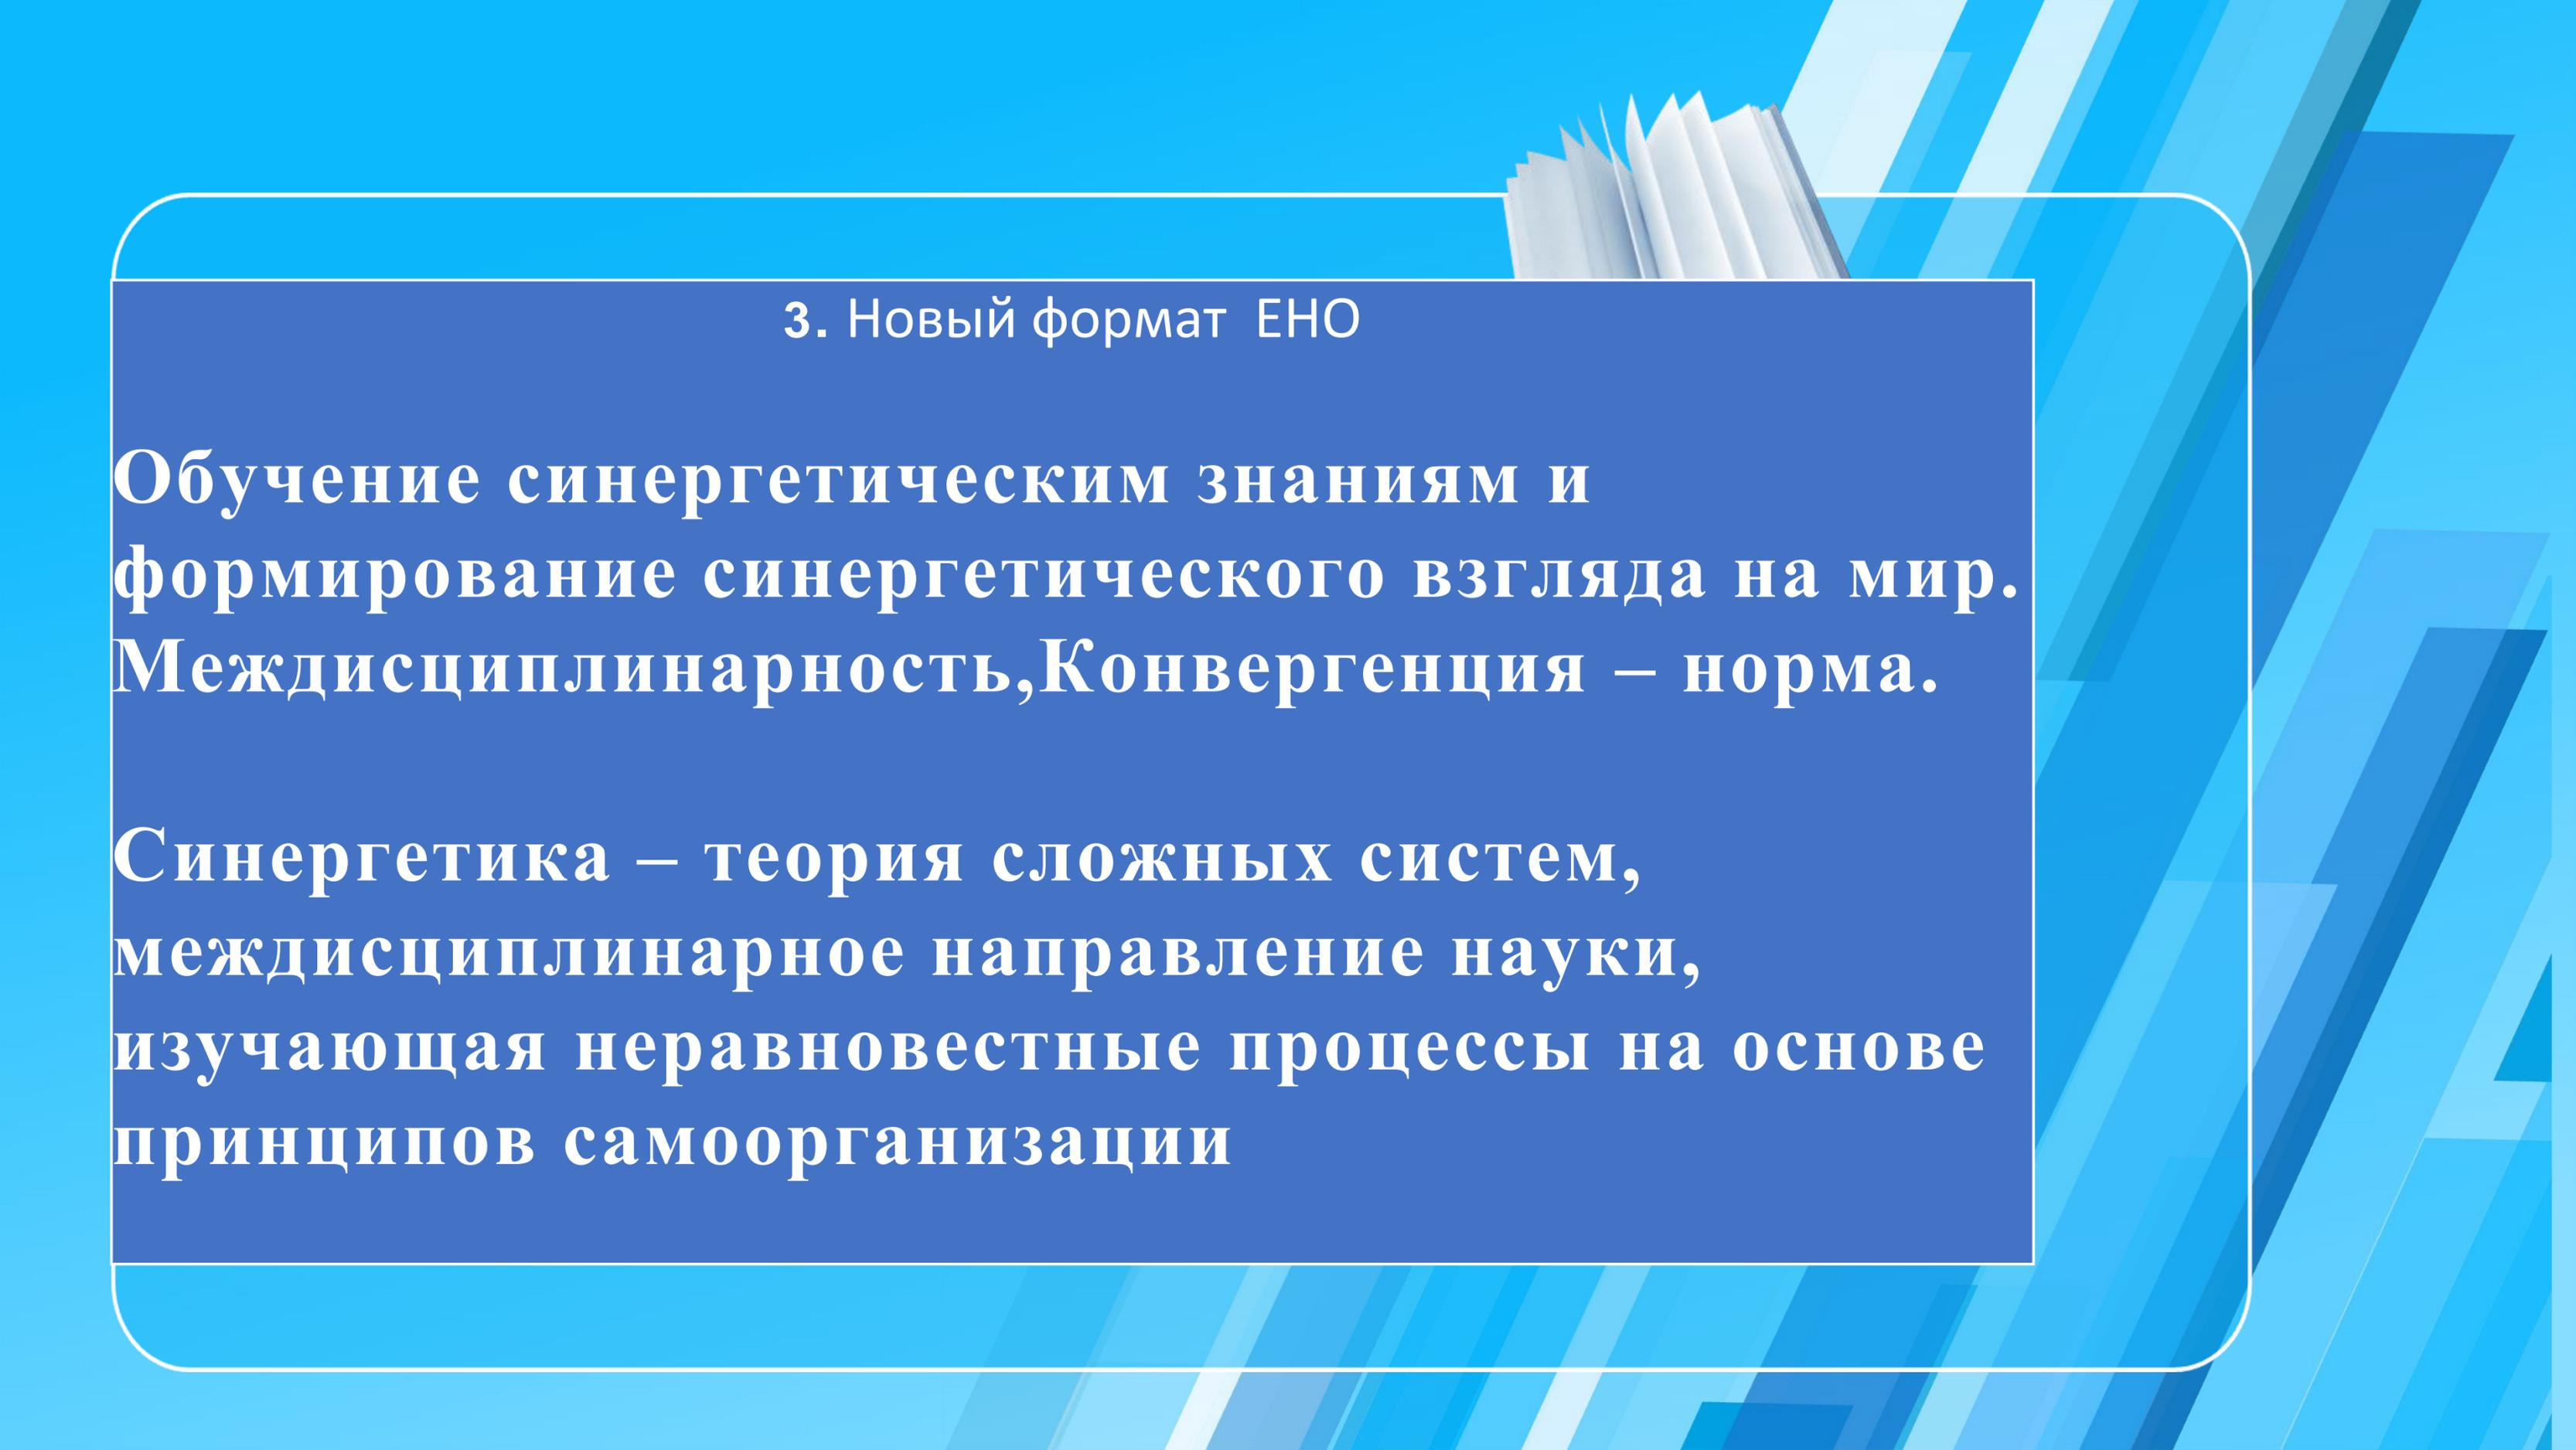 3. Новый формат  ЕНО
Обучение синергетическим знаниям и
формирование синергетического взгляда на мир.
Междисциплинарность,Конвергенция – норма.
Синергетика – теория сложных систем,
междисциплинарное направление науки,
изучающая неравновестные процессы на основе
принципов самоорганизации